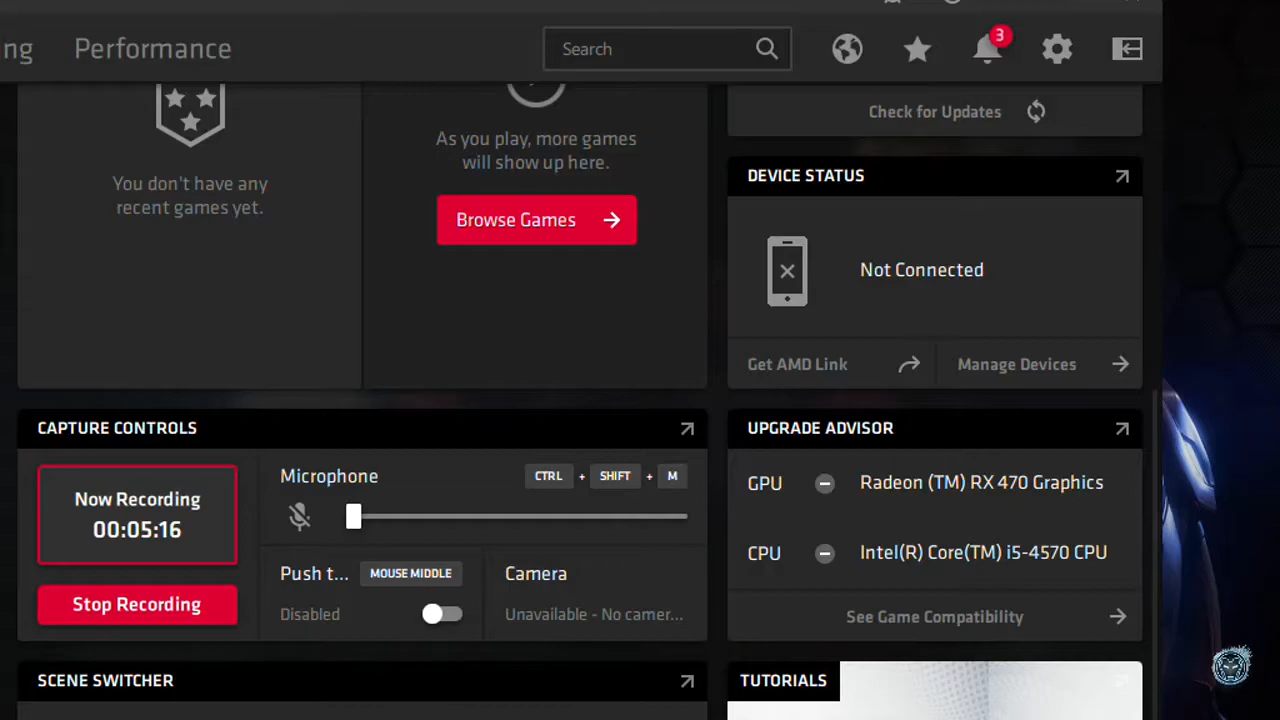 ng
Performance
Search
3
Check for Updates
You don't have any
recent games yet.
As you play, more games
will show up here.
Browse Games
DEVICE STATUS
Not Connected
Get AMD Link
Manage Devices
CAPTURE CONTROLS
Now Recording
00:05:16
Stop Recording
Microphone
CTRL + SHIFT + M
Push t...
MOUSE MIDDLE
Disabled
Camera
Unavailable - No camer...
UPGRADE ADVISOR
GPU
Radeon (TM) RX 470 Graphics
CPU
Intel(R) Core(TM) i5-4570 CPU
See Game Compatibility
SCENE SWITCHER
TUTORIALS